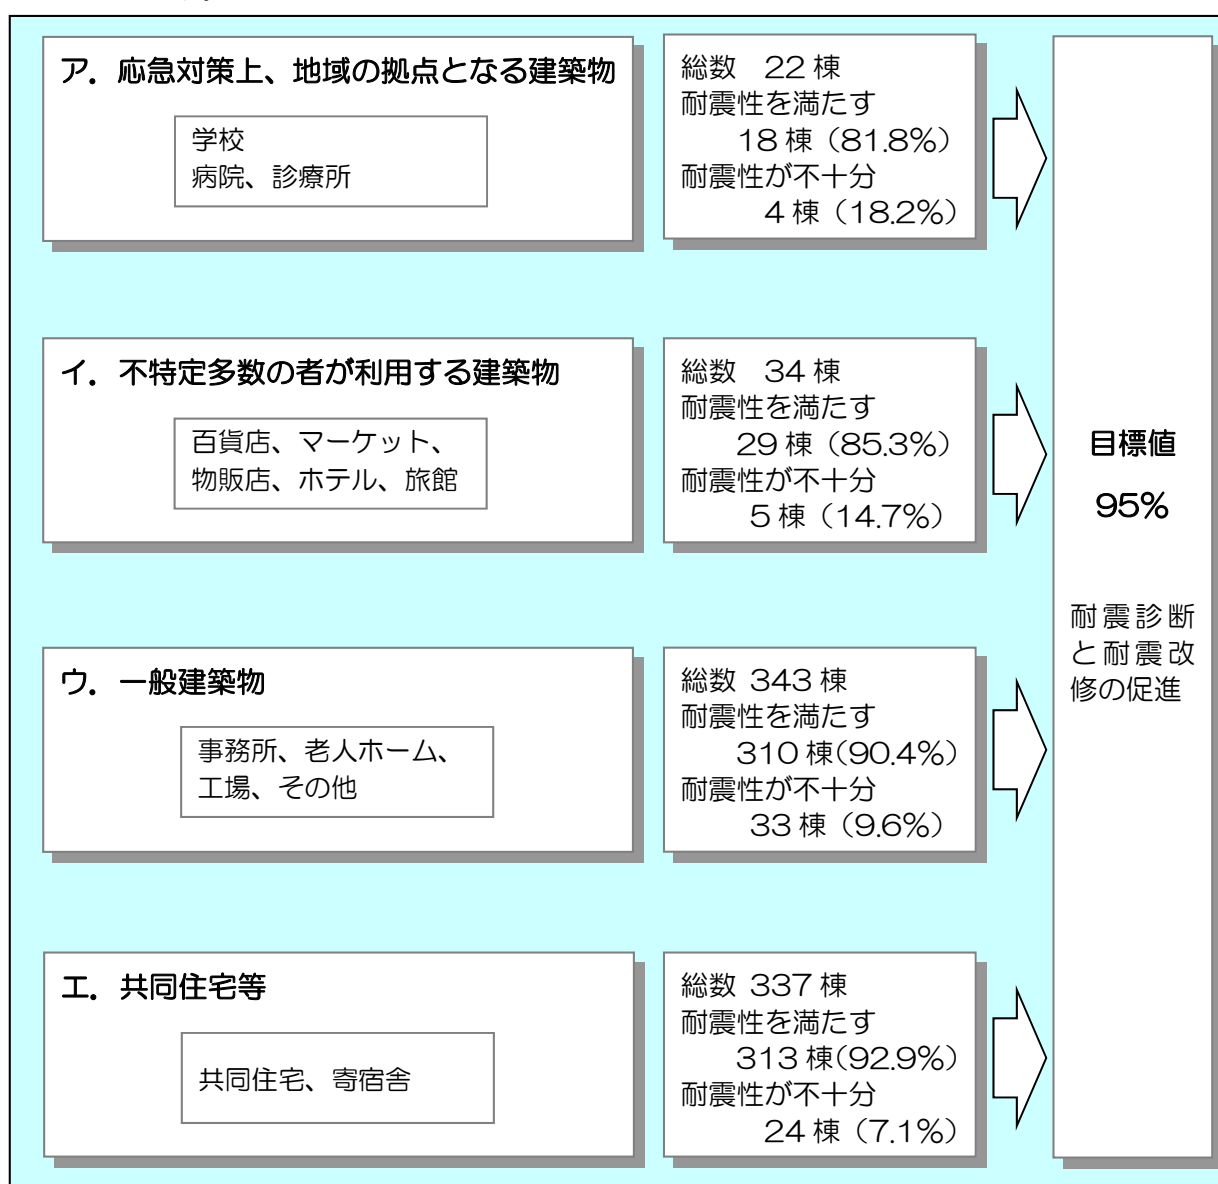 ア．応急対策上、地域の拠点となる建築物
学校
病院、診療所
総数　22 棟
耐震性を満たす
18 棟（81.8%）
耐震性が不十分
4 棟（18.2%）
イ．不特定多数の者が利用する建築物
百貨店、マーケット、
物販店、ホテル、旅館
総数　34 棟
耐震性を満たす
29 棟（85.3%）
耐震性が不十分
5 棟（14.7%）
ウ．一般建築物
事務所、老人ホーム、
工場、その他
総数 343 棟
耐震性を満たす
310 棟(90.4%)
耐震性が不十分
33 棟（9.6%）
エ．共同住宅等
共同住宅、寄宿舎
総数 337 棟
耐震性を満たす
313 棟(92.9%)
耐震性が不十分
24 棟（7.1%）
目標値
95%
耐震診断
と耐震改
修の促進